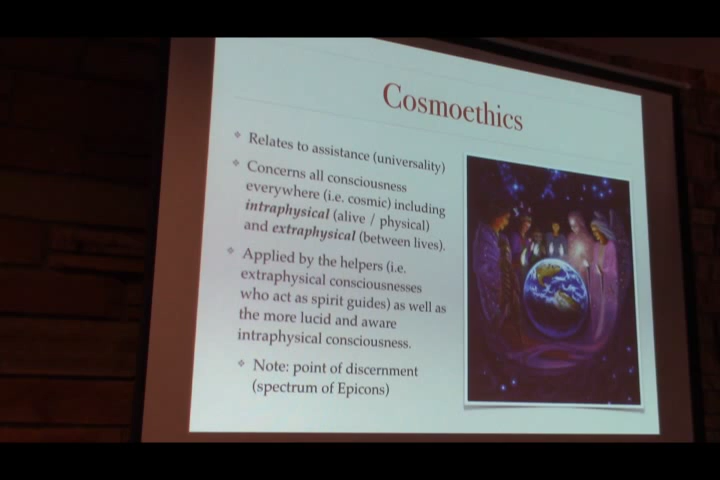 Cosmoethics
Relates to assistance (universality)
Concerns all consciousness
everywhere (i.e. cosmic) including
intraphysical (alive / physical)
and extraphysical (between lives).
Applied by the helpers (i.e.
extraphysical consciousnesses
who act as spirit guides) as well as
the more lucid and aware
intraphysical consciousness.
Note: point of discernment
(spectrum of Epicons)